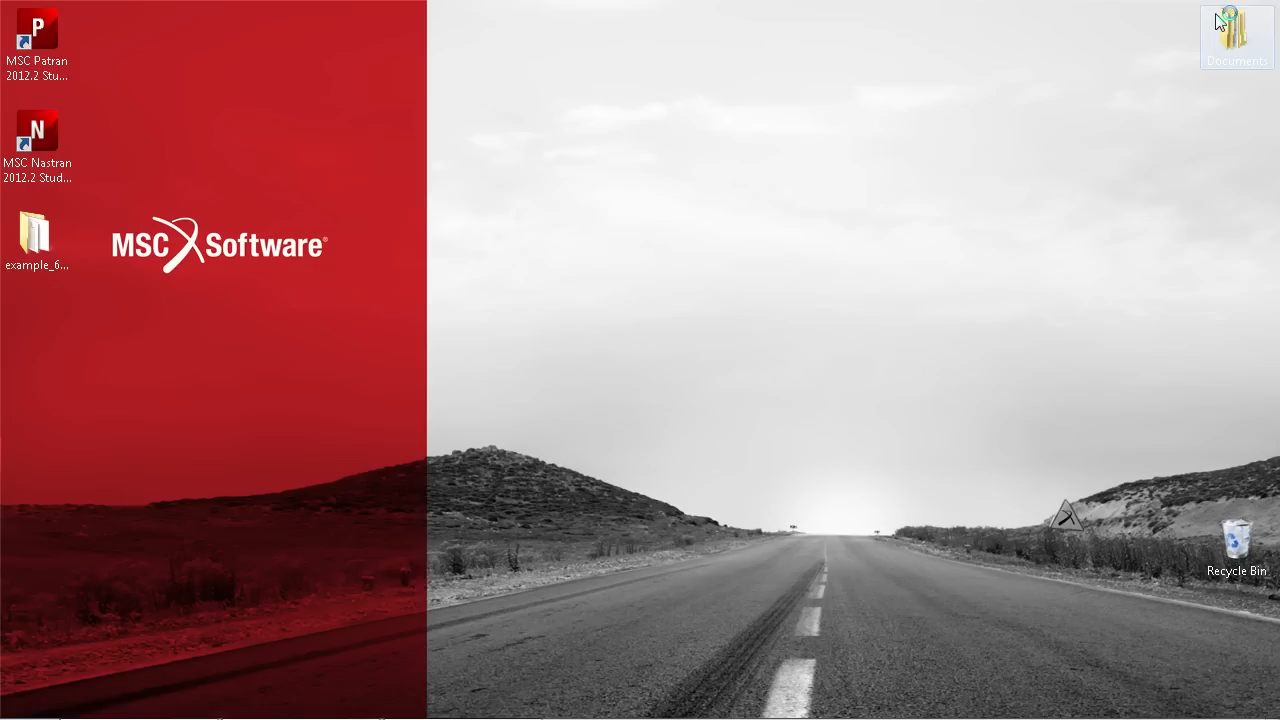 P
MSC Patran
2012.2 Stu...
N
MSC Nastran
2012.2 Stud...
example_6...
MSC Software®
Documents
Recycle Bin